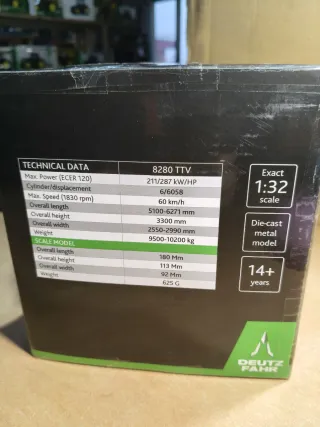 TECHNICAL DATA 8280 TTV
Max. Power (ECER 120) 211/287 kW/HP
Cylinder/displacement 6/6058
Max. Speed (1830 rpm) 60 km/h
Overall length 5100-6271 mm
Overall height 3300 mm
Overall width 2550-2990 mm
Weight 9500-10200 kg
SCALE MODEL
Overall length 180 Mm
Overall height 113 Mm
Overall width 92 Mm
Weight 625 G
Exact
1:32
scale
Die-cast
metal
model
14+
years
DEUTZ
FAHR